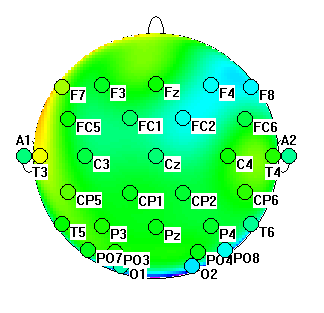 F7 F3 Fz F4 F8
FC5 FC1 FC2 FC6
A1 A2
T3 C3 Cz C4 T4
CP5 CP1 CP2 CP6
T5 P3 Pz P4 T6
PO7 PO3 PO4 PO8
O1 O2